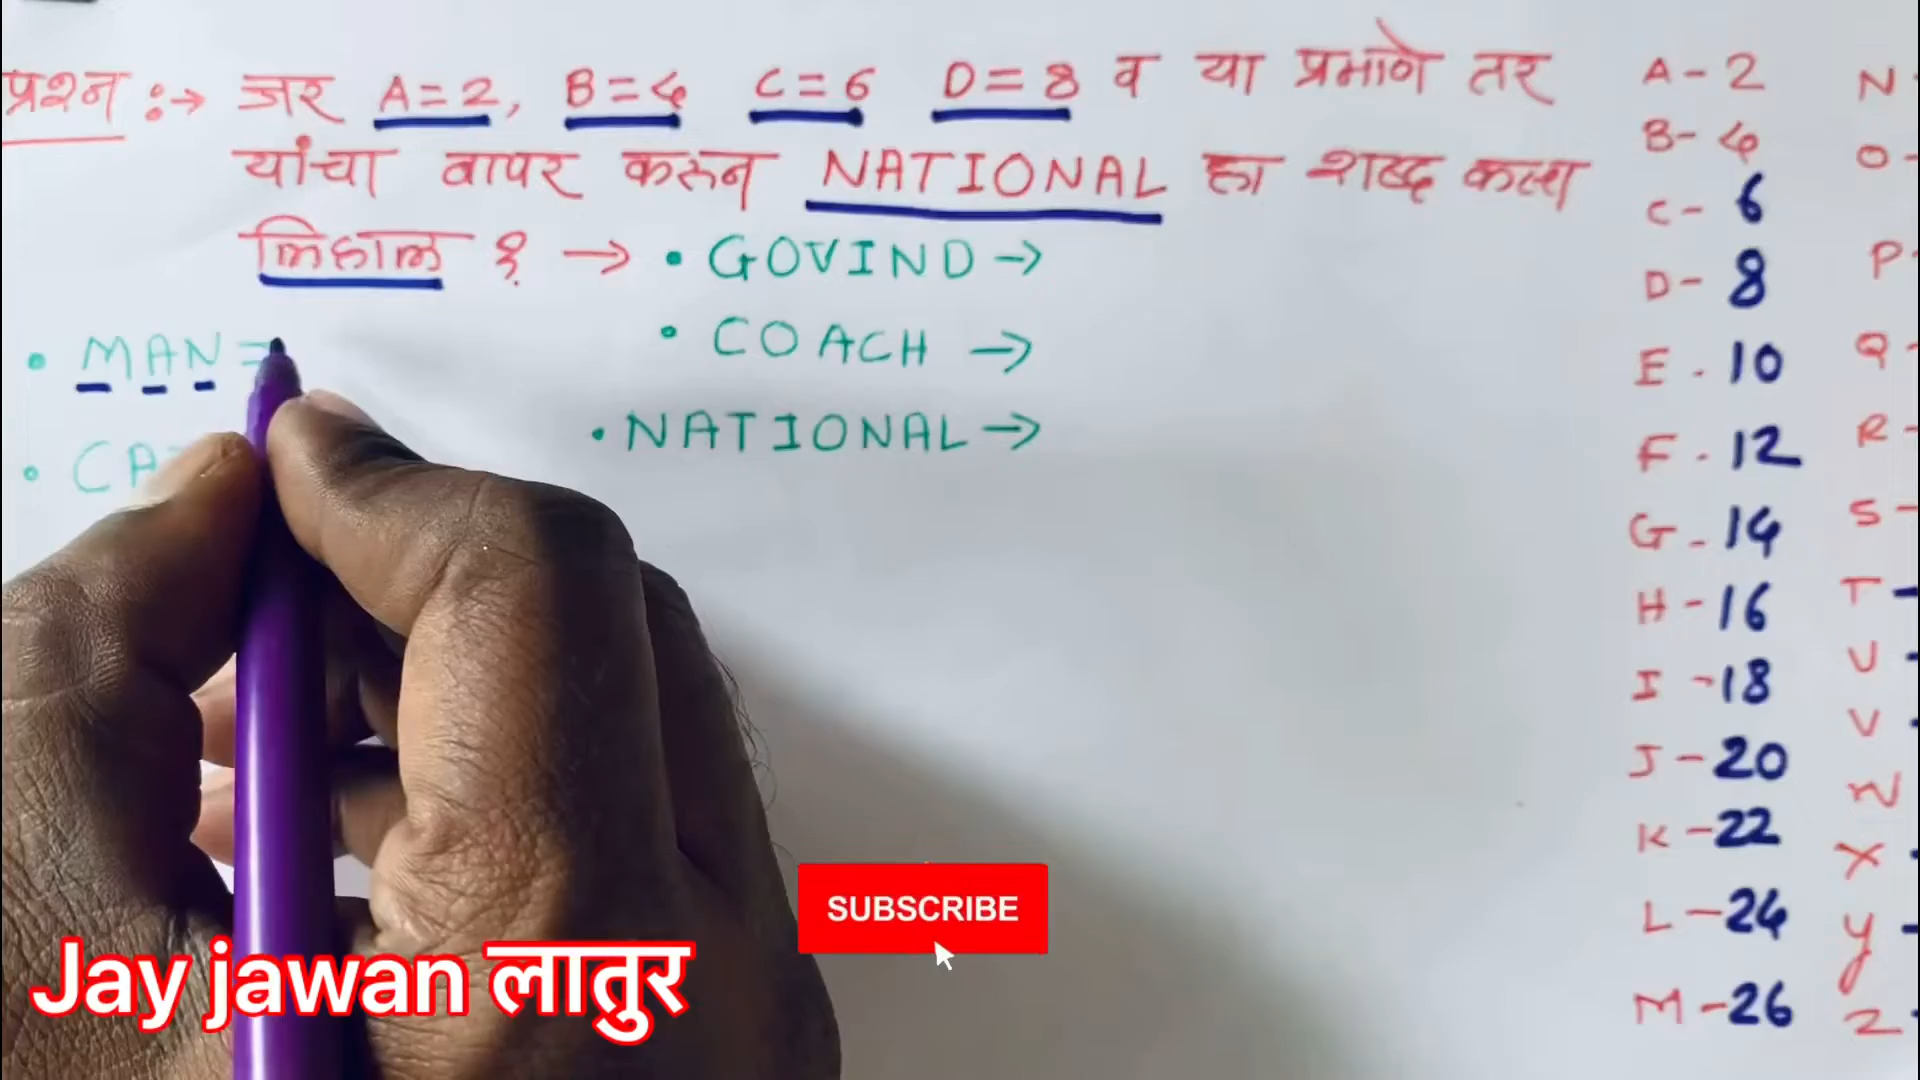 प्रश्न :→ जर A=2, B=4 C=6 D=8 व या प्रमाणे तर
यांचा वापर करून NATIONAL हा शब्द कसा
लिहाल ? →
• GOVIND →
• MAN =
• COACH →
• CA
• NATIONAL →
A - 2
B - 4
C - 6
D - 8
E - 10
F - 12
G - 14
H - 16
I - 18
J - 20
K - 22
L - 24
M - 26
N
O -
P -
Q -
R -
S -
T -
U -
V -
W
X -
Y -
Z -
SUBSCRIBE
Jay jawan लातुर